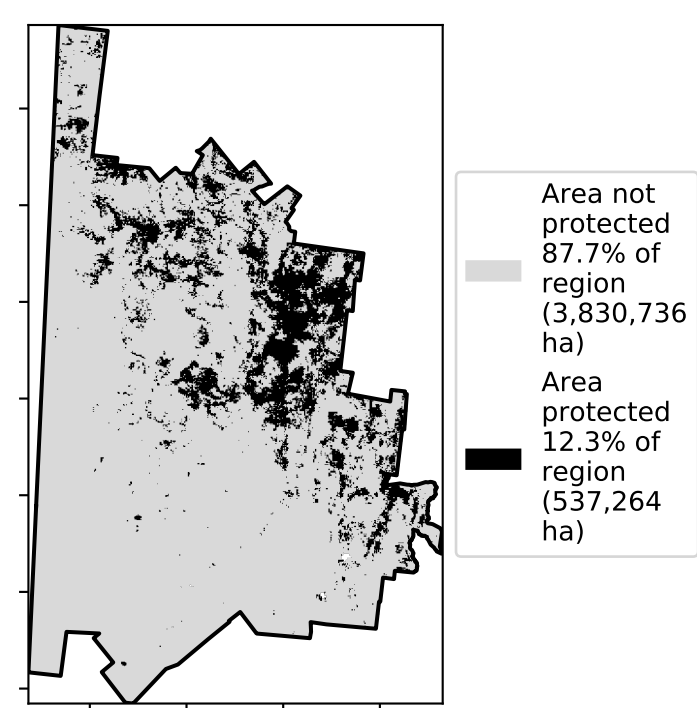 Area not
protected
87.7% of
region
(3,830,736
ha)
Area
protected
12.3% of
region
(537,264
ha)